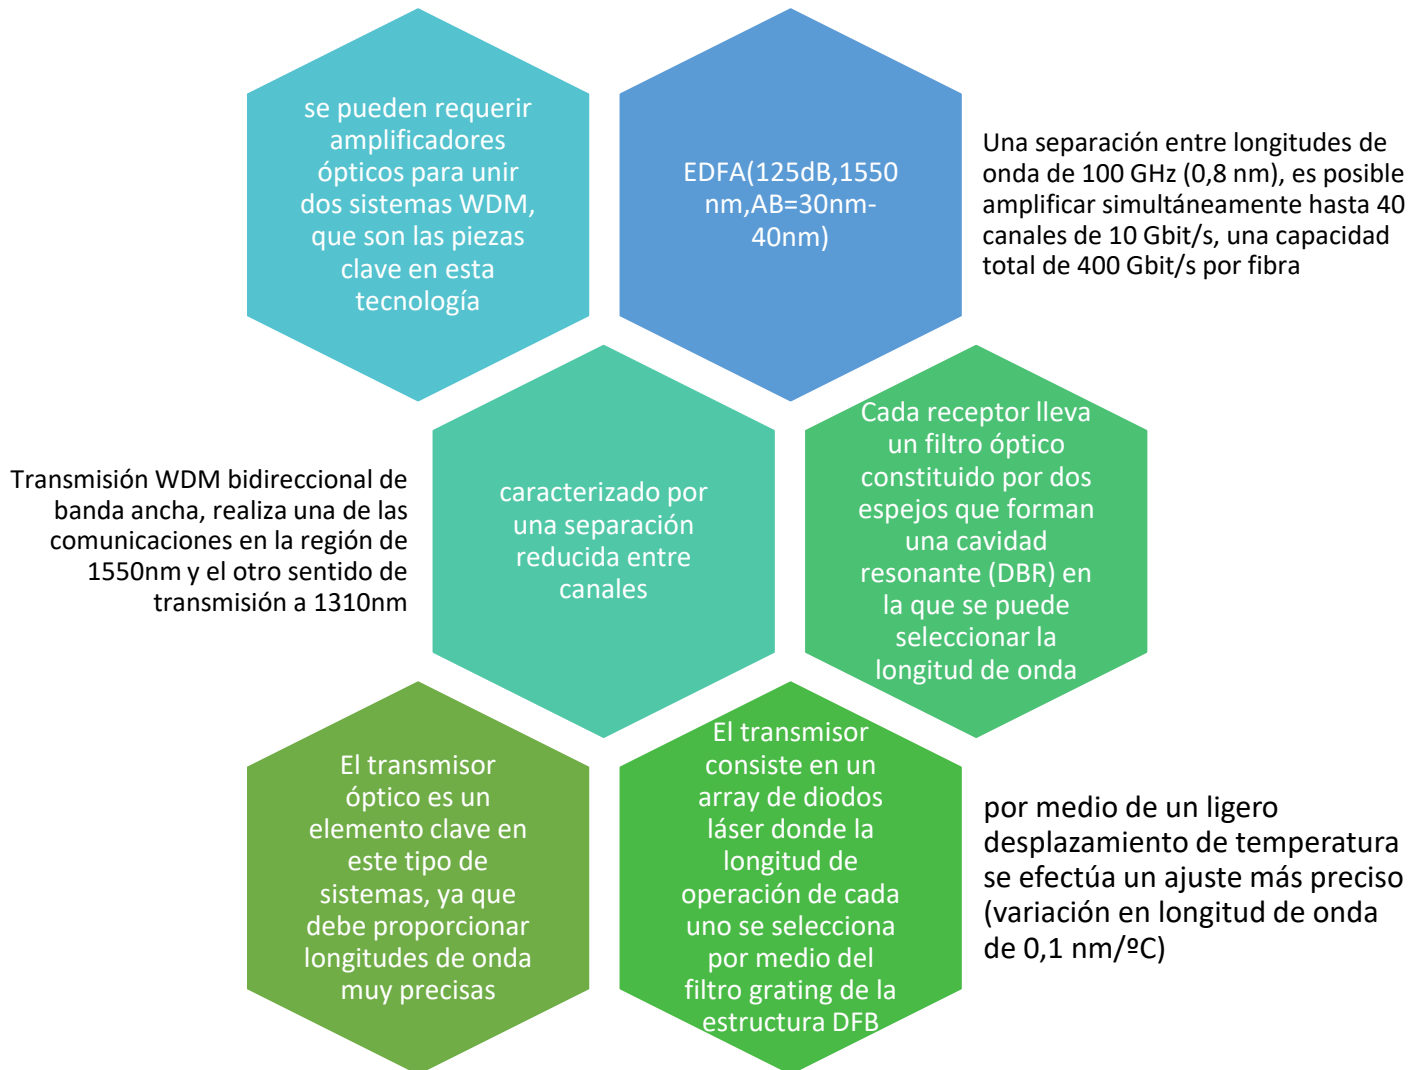 se pueden requerir
amplificadores
ópticos para unir
dos sistemas WDM,
que son las piezas
clave en esta
tecnología
EDFA(125dB,1550
nm,AB=30nm-
40nm)
Una separación entre longitudes de
onda de 100 GHz (0,8 nm), es posible
amplificar simultáneamente hasta 40
canales de 10 Gbit/s, una capacidad
total de 400 Gbit/s por fibra
Transmisión WDM bidireccional de
banda ancha, realiza una de las
comunicaciones en la región de
1550nm y el otro sentido de
transmisión a 1310nm
caracterizado por
una separación
reducida entre
canales
Cada receptor lleva
un filtro óptico
constituido por dos
espejos que forman
una cavidad
resonante (DBR) en
la que se puede
seleccionar la
longitud de onda
El transmisor
óptico es un
elemento clave en
este tipo de
sistemas, ya que
debe proporcionar
longitudes de onda
muy precisas
El transmisor
consiste en un
array de diodos
láser donde la
longitud de
operación de cada
uno se selecciona
por medio del
filtro grating de la
estructura DFB
por medio de un ligero
desplazamiento de temperatura
se efectúa un ajuste más preciso
(variación en longitud de onda
de 0,1 nm/ºC)